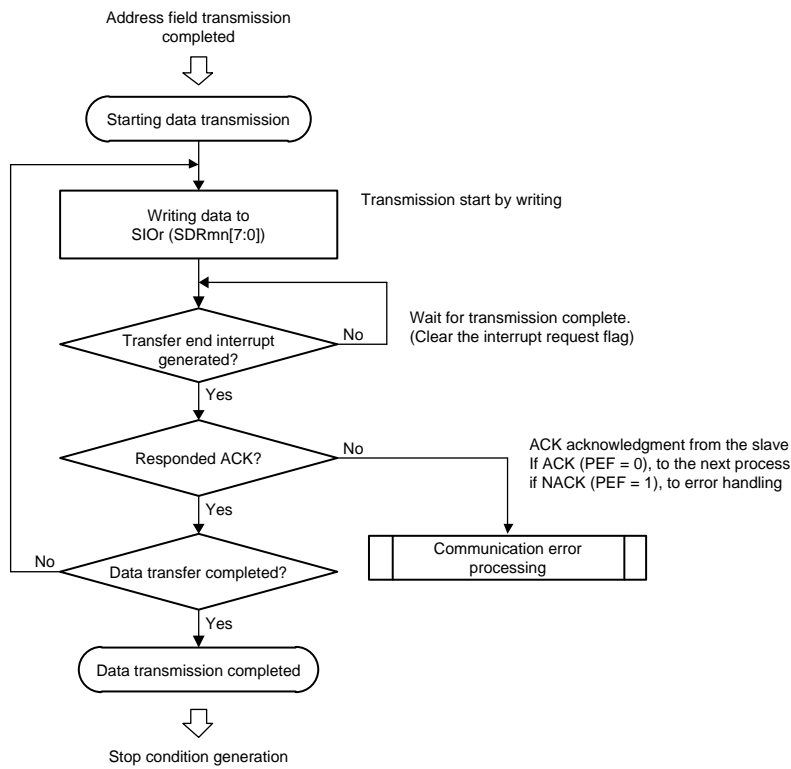 Address field transmission
completed
Starting data transmission
Writing data to
SIOr (SDRmn[7:0])
Transmission start by writing
Transfer end interrupt
generated?
No
Wait for transmission complete.
(Clear the interrupt request flag)
Yes
Responded ACK?
No
ACK acknowledgment from the slave
If ACK (PEF = 0), to the next process
if NACK (PEF = 1), to error handling
Yes
Communication error
processing
No
Data transfer completed?
Yes
Data transmission completed
Stop condition generation